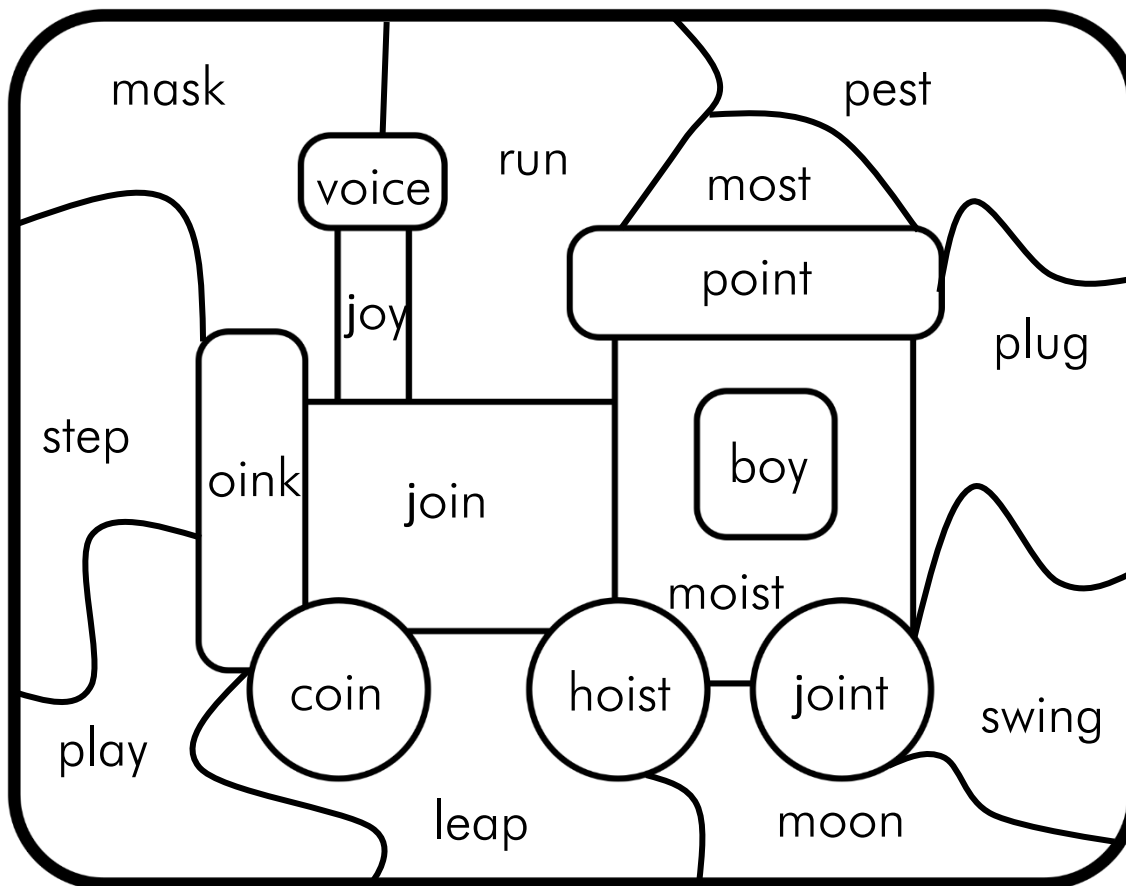 mask
pest
run
voice
most
point
joy
plug
step
boy
oink
join
moist
coin
hoist
joint
swing
play
leap
moon